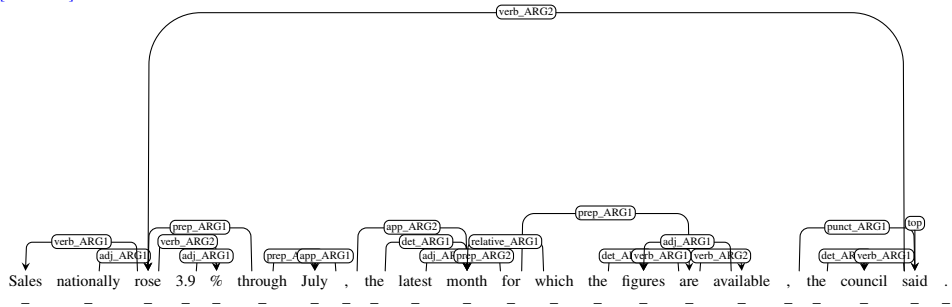 verb_ARG2
top
prep_ARG1
prep_ARG1 app_ARG2 punct_ARG1
verb_ARG1 verb_ARG2 det_ARG1 relative_ARG1 adj_ARG1
adj_ARG1 adj_ARG1 app_ARG1 prep_ARG2 verb_ARG1 verb_ARG2 verb_ARG1
Sales nationally rose 3.9 % through July , the latest month for which the figures are available , the council said .